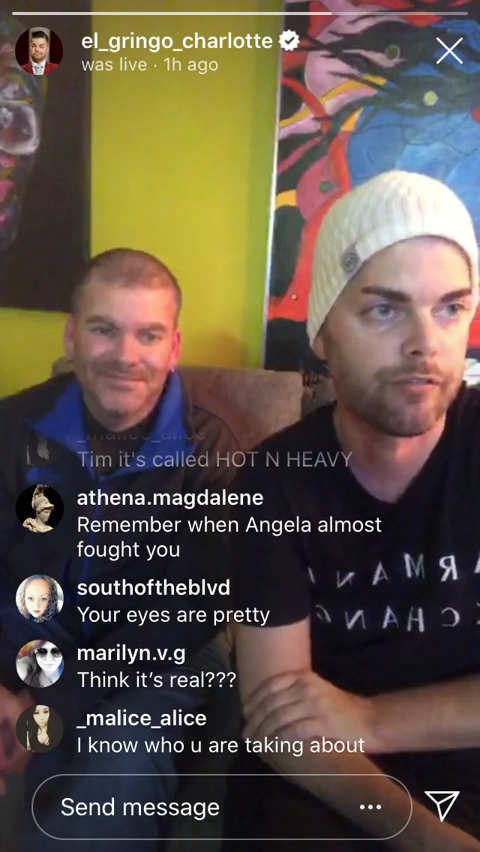 el_gringo_charlotte
was live · 1h ago
_malice_alice
Tim it's called HOT N HEAVY
athena.magdalene
Remember when Angela almost
fought you
southoftheblvd
Your eyes are pretty
marilyn.v.g
Think it's real???
_malice_alice
I know who u are taking about
Send message